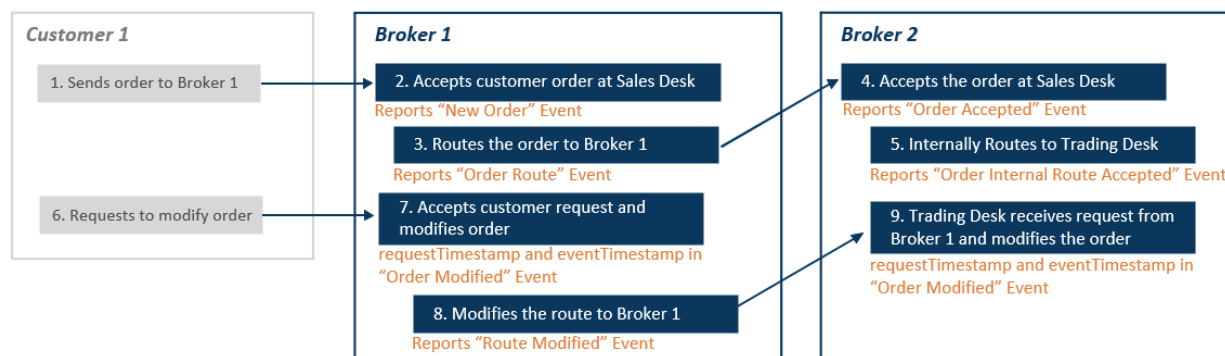 Customer 1
1. Sends order to Broker 1
6. Requests to modify order
Broker 1
2. Accepts customer order at Sales Desk
Reports “New Order” Event
3. Routes the order to Broker 1
Reports “Order Route” Event
7. Accepts customer request and
modifies order
requestTimestamp and eventTimestamp in
“Order Modified” Event
8. Modifies the route to Broker 1
Reports “Route Modified” Event
Broker 2
4. Accepts the order at Sales Desk
Reports “Order Accepted” Event
5. Internally Routes to Trading Desk
Reports “Order Internal Route Accepted” Event
9. Trading Desk receives request from
Broker 1 and modifies the order
requestTimestamp and eventTimestamp in
“Order Modified” Event